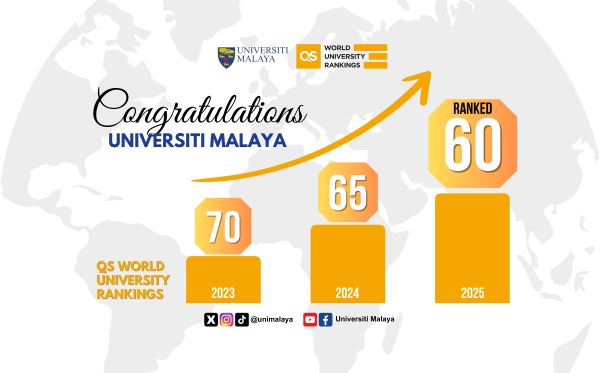 UNIVERSITI
MALAYA
QS
WORLD
UNIVERSITY
RANKINGS
Congratulations
UNIVERSITI MALAYA
RANKED
60
65
70
QS WORLD
UNIVERSITY
RANKINGS
2023
2024
2025
@unimalaya
Universiti Malaya